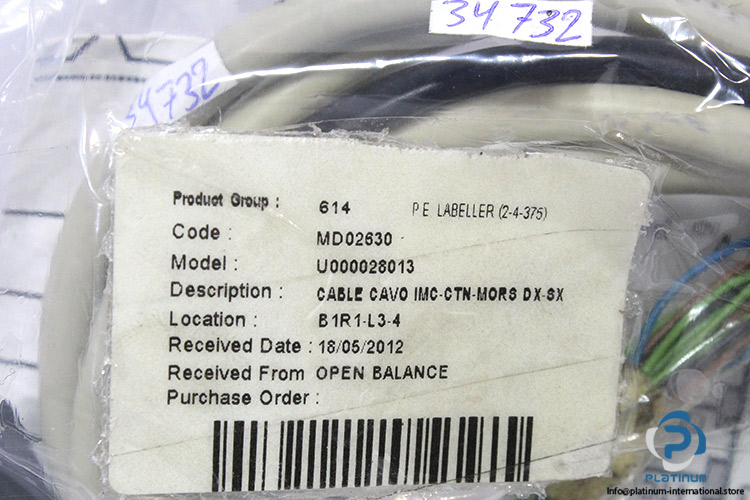 34732
34732
Product Group : 614 P.E. LABELLER (2-4-375)
Code : MD02630
Model : U000028013
Description : CABLE CAVO IMC-CTN-MORS DX-SX
Location : B1R1-L3-4
Received Date : 18/05/2012
Received From OPEN BALANCE
Purchase Order :
PLATINUM
info@platinum-international.store